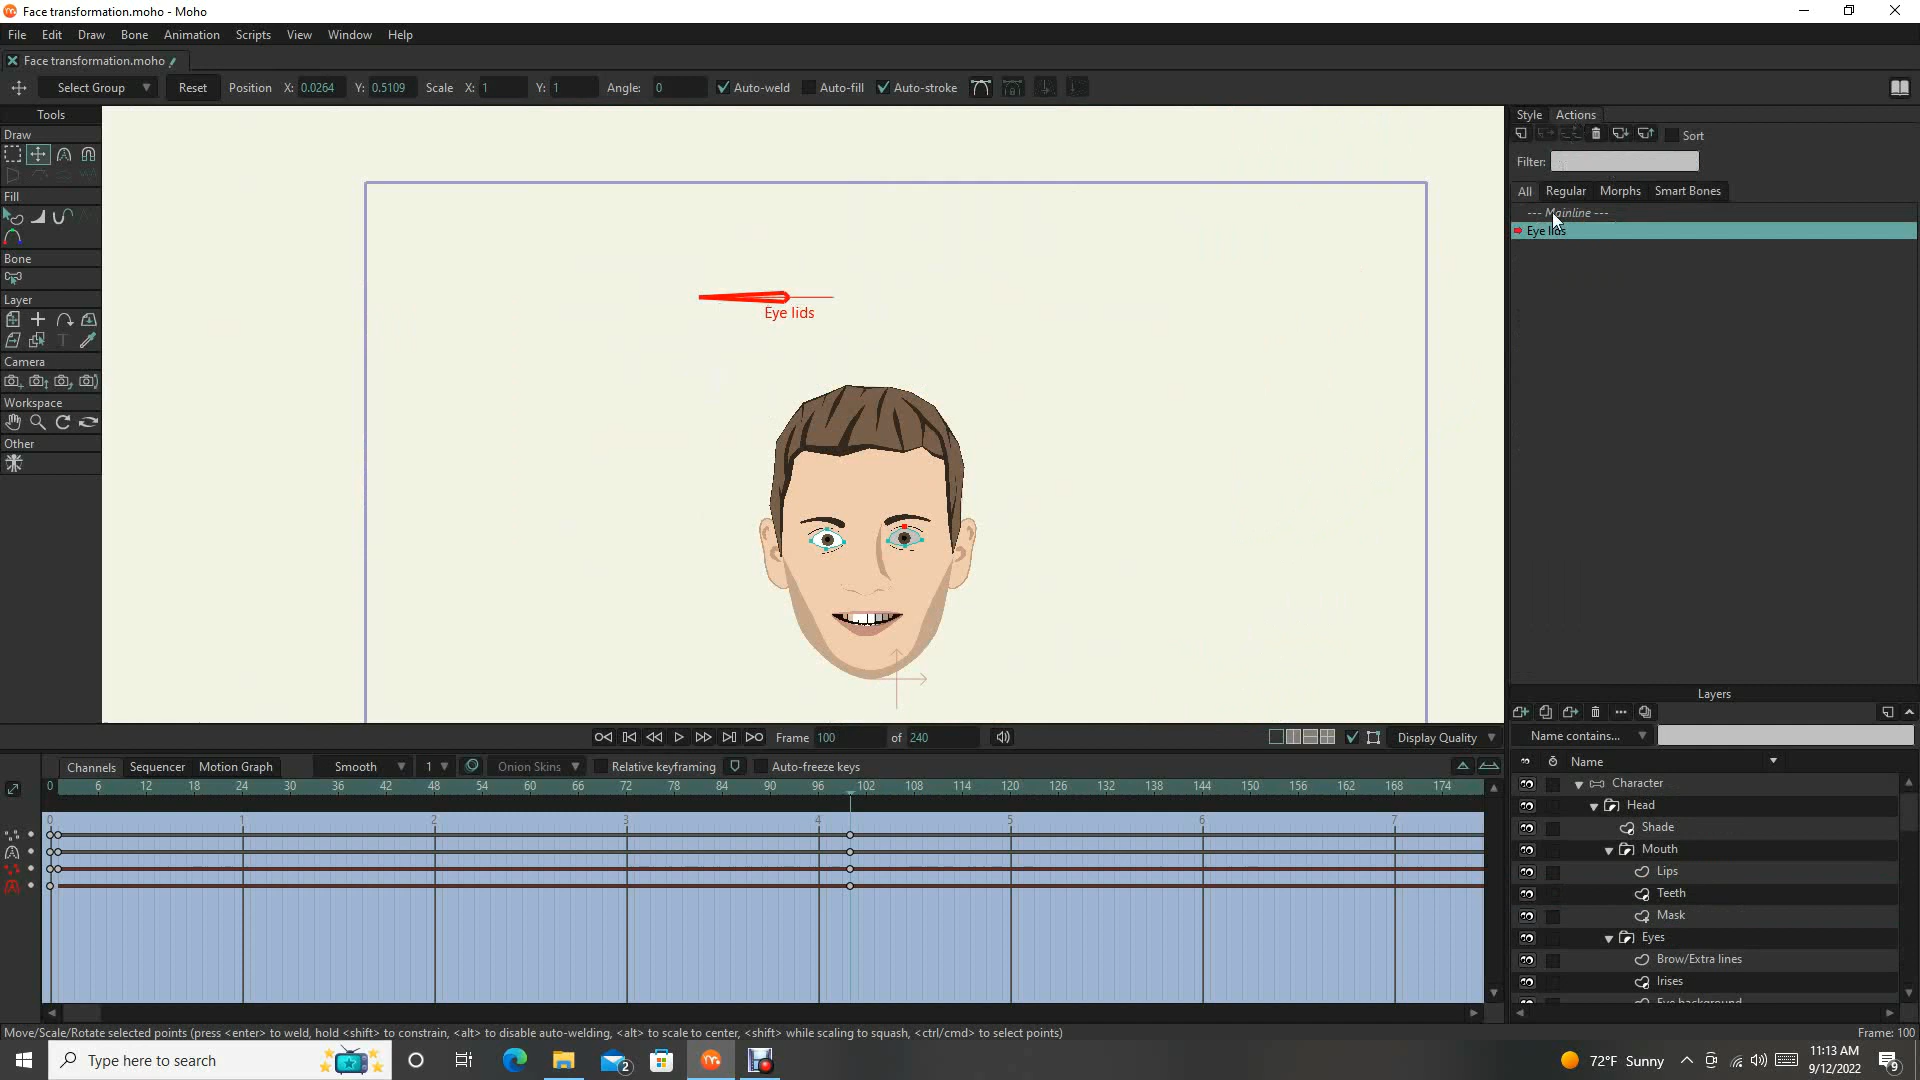 Face transformation.moho - Moho
File Edit Draw Bone Animation Scripts View Window Help
Face transformation.moho
Select Group Reset Position X: 0.0264 Y: 0.5109 Scale X: 1 Y: 1 Angle: 0 Auto-weld Auto-fill Auto-stroke
Tools
Draw
Fill
Bone
Layer
Camera
Workspace
Other
Eye lids
Style Actions
Sort
Filter:
All Regular Morphs Smart Bones
--- Mainline ---
Eye lids
Layers
Name contains...
Name
Character
Head
Shade
Mouth
Lips
Teeth
Mask
Eyes
Brow/Extra lines
Irises
Eye background
Frame 100 of 240 Display Quality
Channels Sequencer Motion Graph Smooth 1 Onion Skins Relative keyframing Auto-freeze keys
0 6 12 18 24 30 36 42 48 54 60 66 72 78 84 90 96 102 108 114 120 126 132 138 144 150 156 162 168 174
0 1 2 3 4 5 6 7
Move/Scale/Rotate selected points (press <enter> to weld, hold <shift> to constrain, <alt> to disable auto-welding, <alt> to scale to center, <shift> while scaling to squash, <ctrl/cmd> to select points)
Frame: 100
Type here to search
2
72°F Sunny
11:13 AM
9/12/2022
9